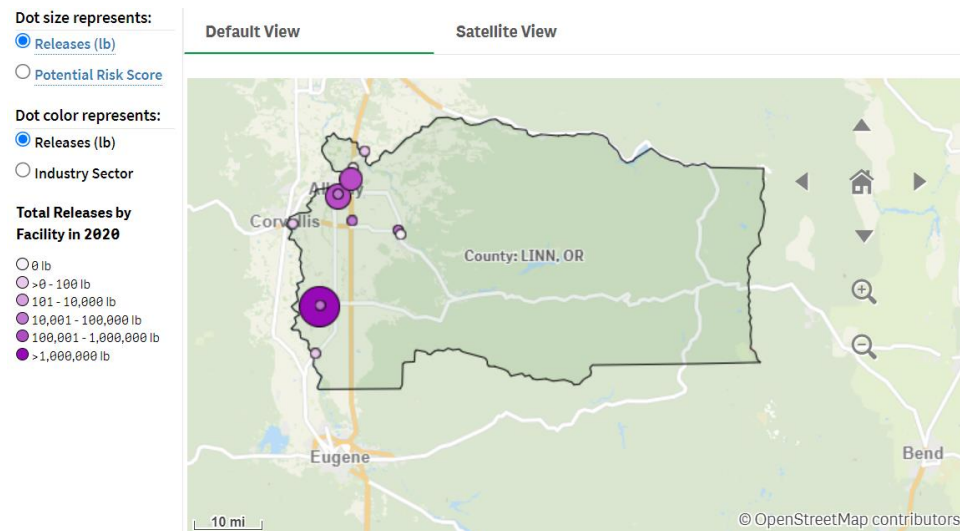 Dot size represents:
Releases (lb)
Potential Risk Score
Dot color represents:
Releases (lb)
Industry Sector
Total Releases by
Facility in 2020
0 lb
>0 - 100 lb
101 - 10,000 lb
10,001 - 100,000 lb
100,001 - 1,000,000 lb
>1,000,000 lb
Default View
Satellite View
Corvallis
County: LINN, OR
Eugene
Bend
10 mi
© OpenStreetMap contributors